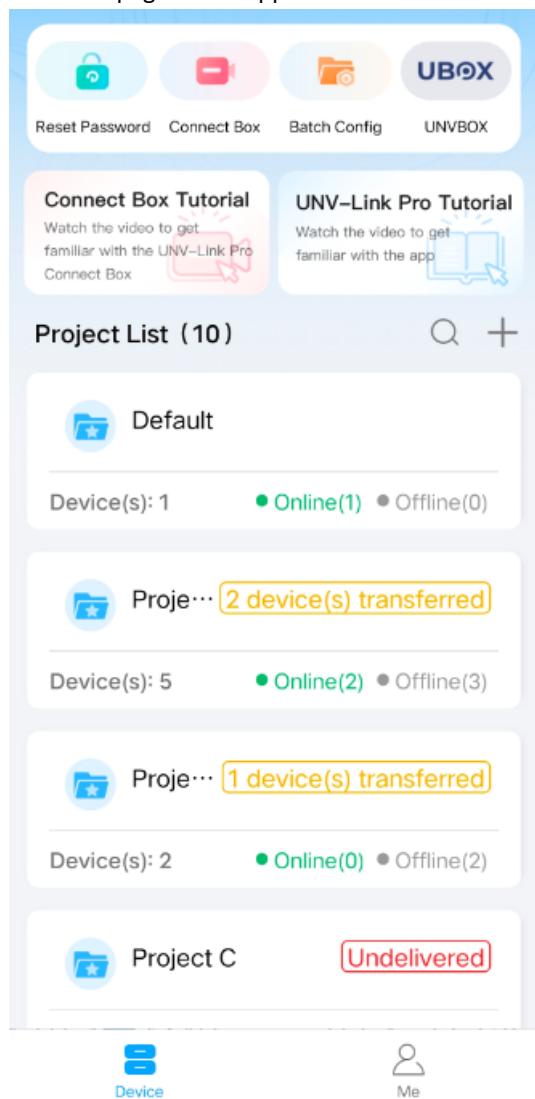 Reset Password Connect Box Batch Config UNVBOX
UBOX
Connect Box Tutorial
Watch the video to get
familiar with the UNV-Link Pro
Connect Box
UNV-Link Pro Tutorial
Watch the video to get
familiar with the app
Project List (10)
Default
Device(s): 1 Online(1) Offline(0)
Proje··· 2 device(s) transferred
Device(s): 5 Online(2) Offline(3)
Proje··· 1 device(s) transferred
Device(s): 2 Online(0) Offline(2)
Project C Undelivered
Device Me